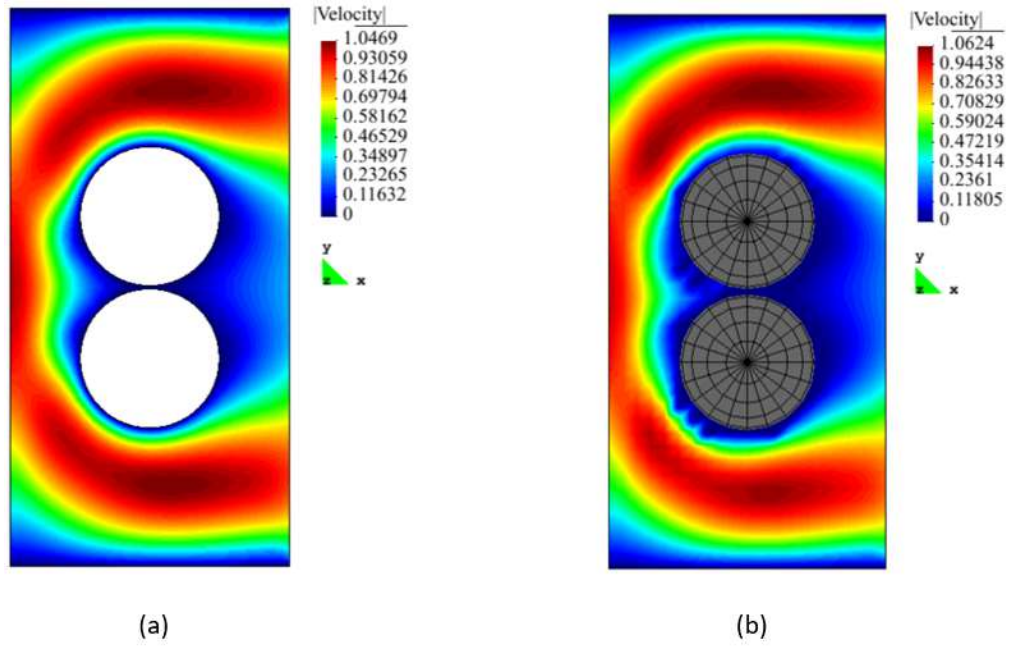 |Velocity|
1.0469
0.93059
0.81426
0.69794
0.58162
0.46529
0.34897
0.23265
0.11632
0
y
z x
(a)
|Velocity|
1.0624
0.94438
0.82633
0.70829
0.59024
0.47219
0.35414
0.2361
0.11805
0
y
z x
(b)